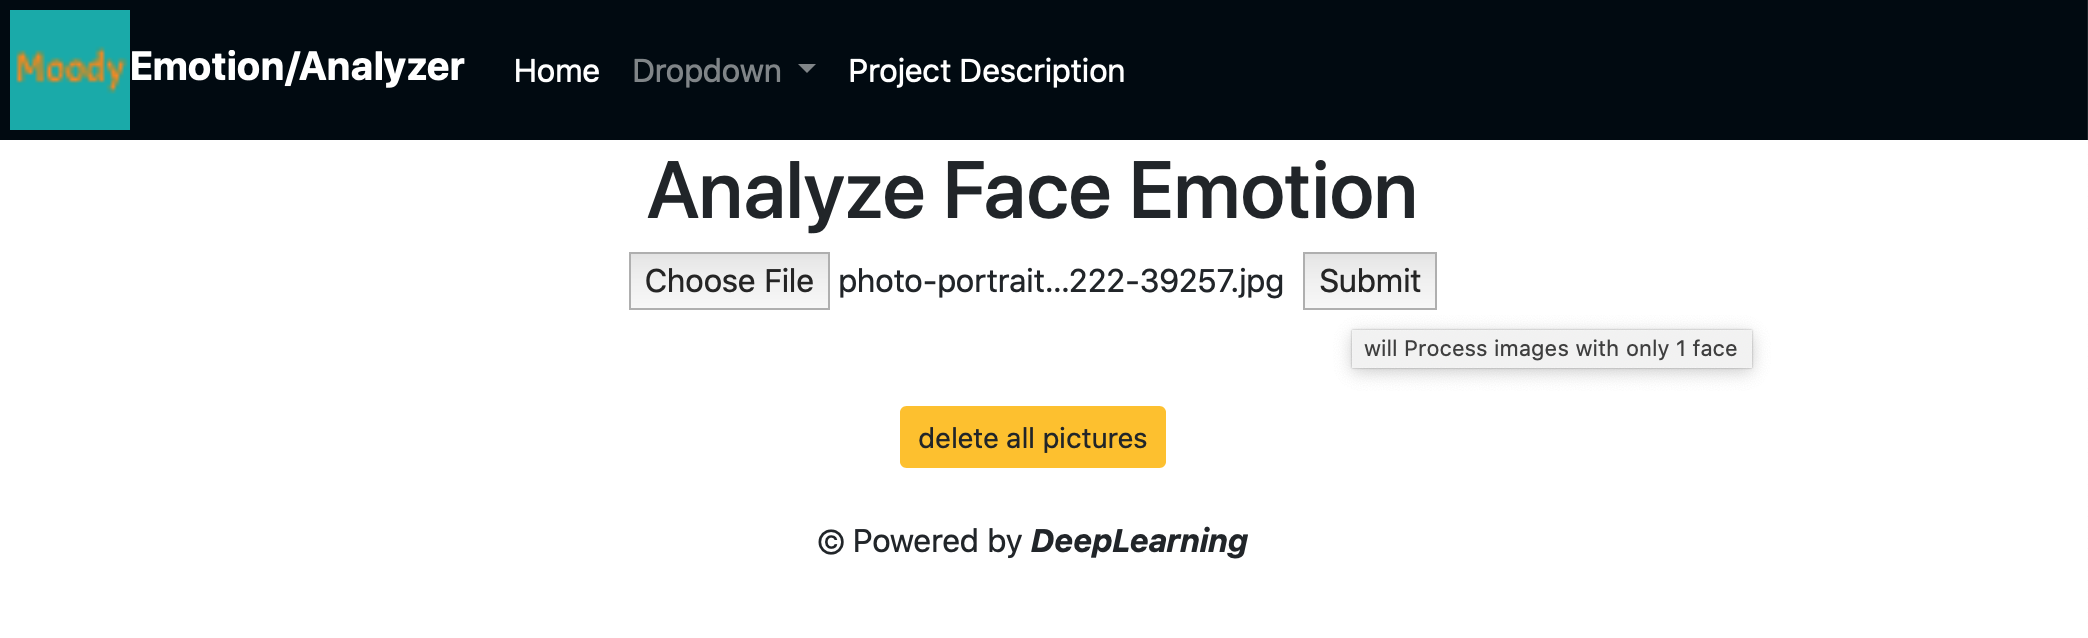 Moody Emotion/Analyzer Home Dropdown Project Description
Analyze Face Emotion
Choose File photo-portrait...222-39257.jpg Submit
will Process images with only 1 face
delete all pictures
© Powered by DeepLearning